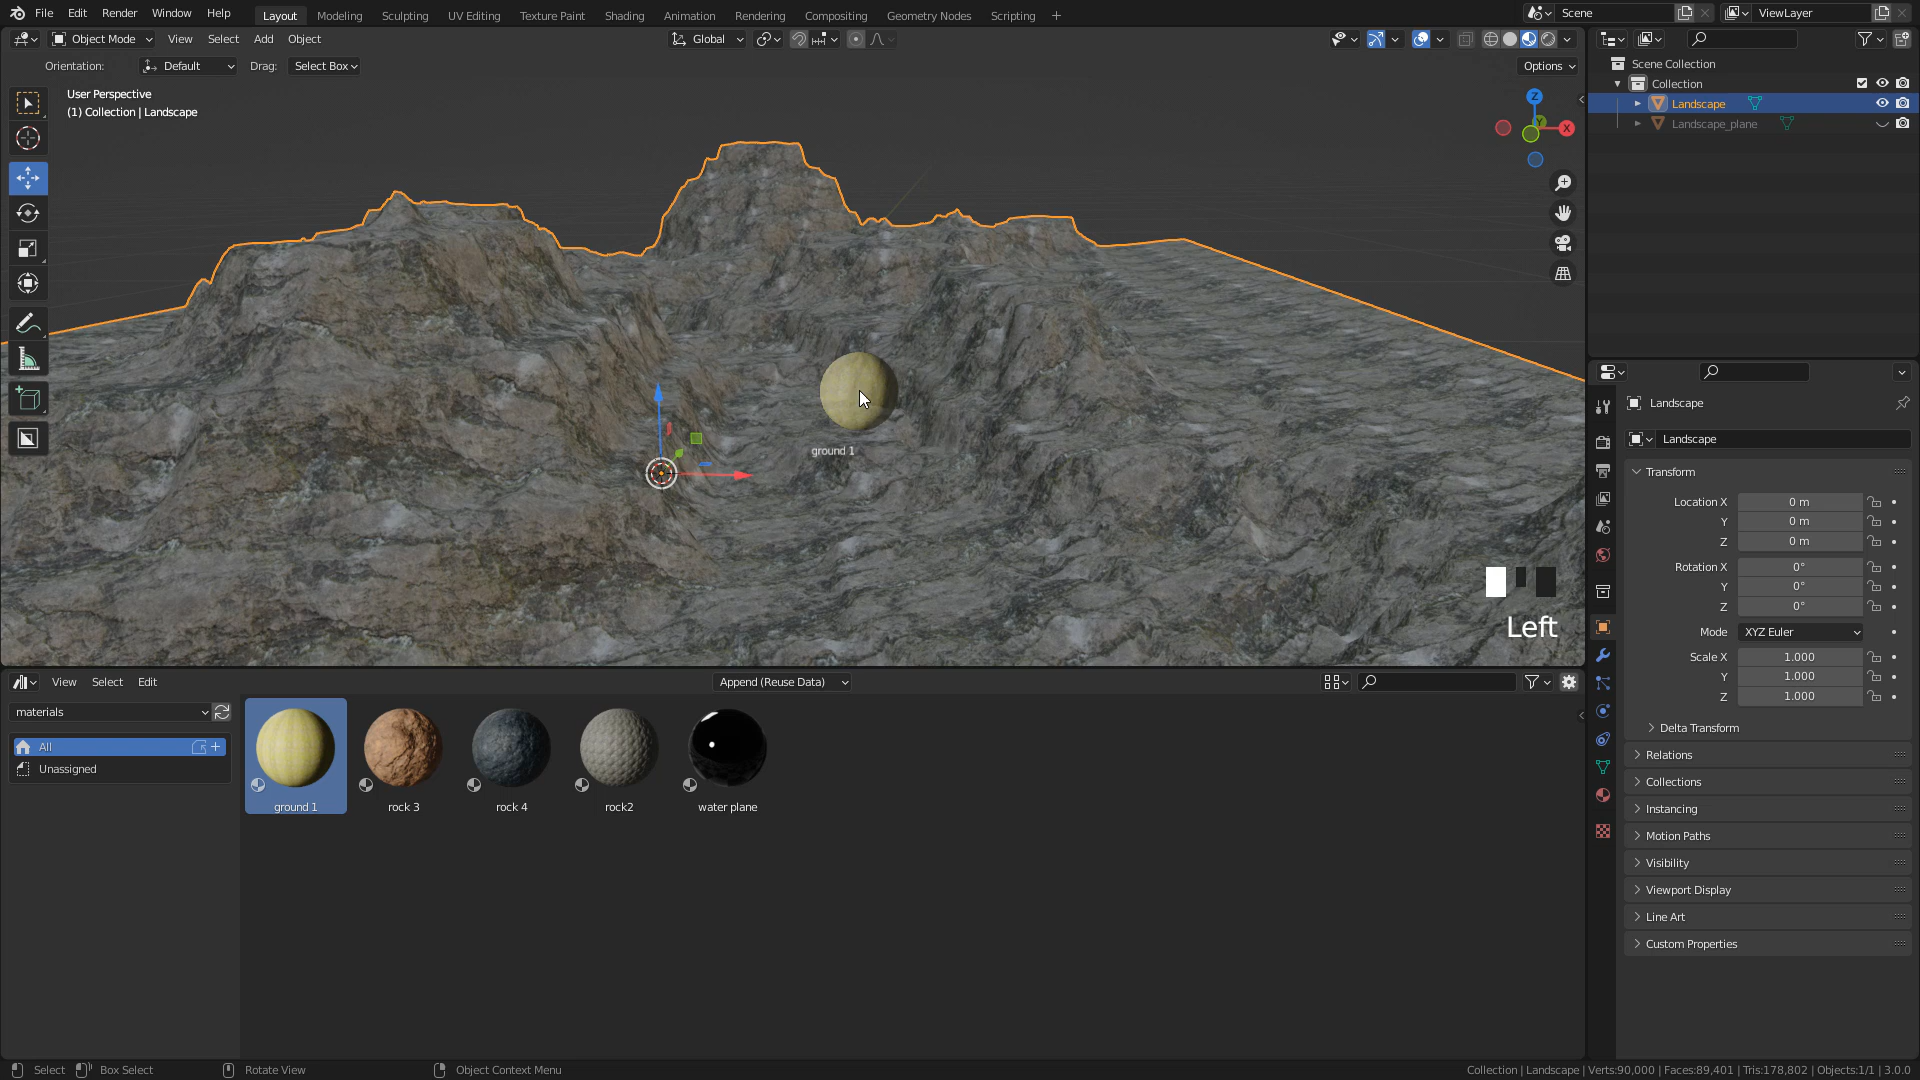 File Edit Render Window Help Layout Modeling Sculpting UV Editing Texture Paint Shading Animation Rendering Compositing Geometry Nodes Scripting + Scene ViewLayer
Object Mode View Select Add Object Global
Orientation: Default Drag: Select Box Options
User Perspective
(1) Collection | Landscape
Z
Y
X
ground 1
Left
Scene Collection
Collection
Landscape
Landscape_plane
Landscape
Landscape
Transform
Location X 0 m
Y 0 m
Z 0 m
Rotation X 0°
Y 0°
Z 0°
Mode XYZ Euler
Scale X 1.000
Y 1.000
Z 1.000
Delta Transform
Relations
Collections
Instancing
Motion Paths
Visibility
Viewport Display
Line Art
Custom Properties
View Select Edit Append (Reuse Data)
materials
All
Unassigned
ground 1 rock 3 rock 4 rock2 water plane
Select Box Select Rotate View Object Context Menu Collection | Landscape | Verts:90,000 | Faces:89,401 | Tris:178,802 | Objects:1/1 | 3.0.0